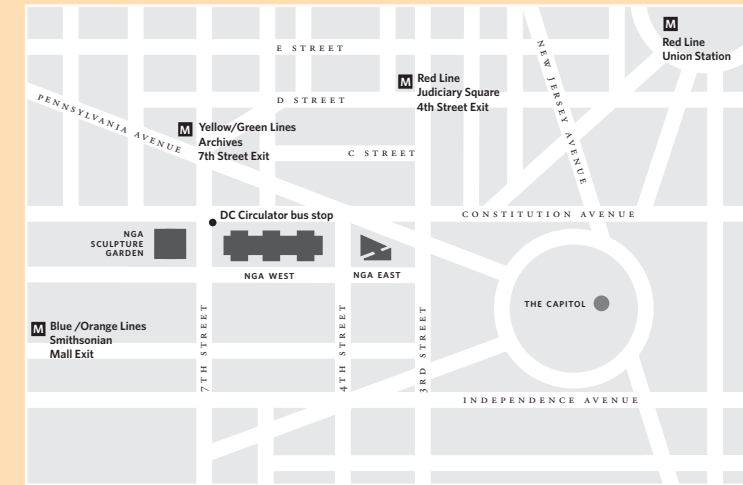 M
Red Line
Union Station
E STREET
NEW JERSEY AVENUE
M
Red Line
Judiciary Square
4th Street Exit
D STREET
PENNSYLVANIA AVENUE
M
Yellow/Green Lines
Archives
7th Street Exit
C STREET
DC Circulator bus stop
CONSTITUTION AVENUE
NGA
SCULPTURE
GARDEN
NGA WEST
NGA EAST
THE CAPITOL
M
Blue /Orange Lines
Smithsonian
Mall Exit
7TH STREET
4TH STREET
3RD STREET
INDEPENDENCE AVENUE